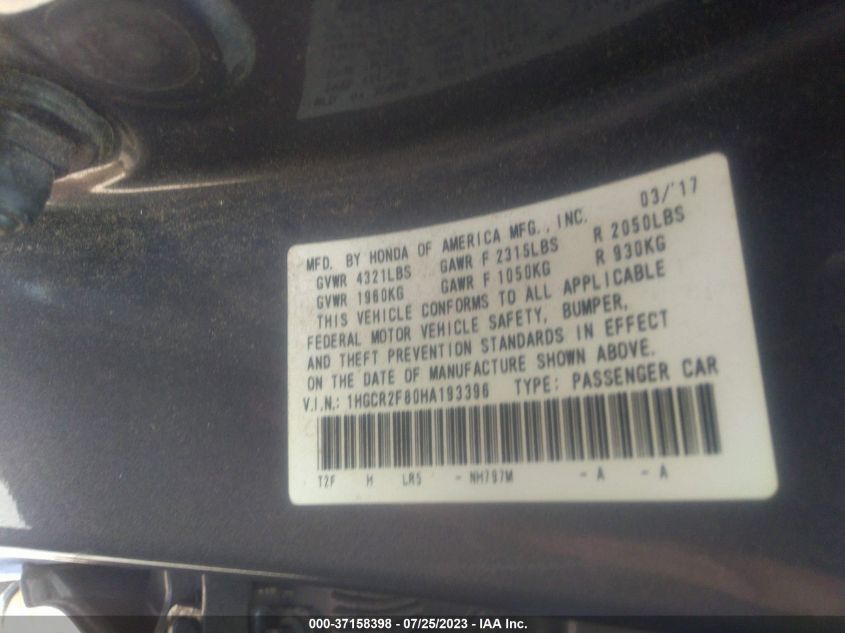 MFD. BY HONDA OF AMERICA MFG., INC. 03/'17
GVWR 4321LBS GAWR F 2315LBS R 2050LBS
GVWR 1960KG GAWR F 1050KG R 930KG
THIS VEHICLE CONFORMS TO ALL APPLICABLE
FEDERAL MOTOR VEHICLE SAFETY, BUMPER,
AND THEFT PREVENTION STANDARDS IN EFFECT
ON THE DATE OF MANUFACTURE SHOWN ABOVE.
V.I.N.: 1HGCR2F80HA193396 TYPE: PASSENGER CAR
T2F H LR5 - NH797M - A - A
000-37158398 - 07/25/2023 - IAA Inc.